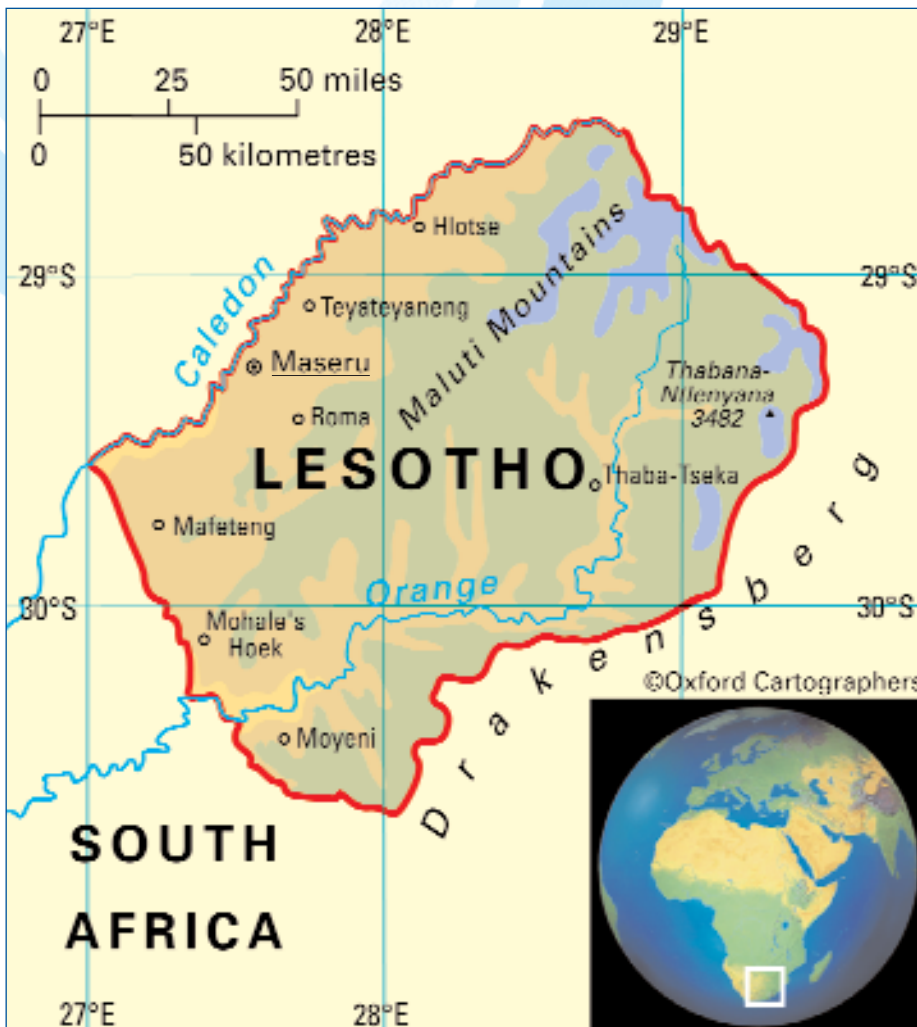 27°E 28°E 29°E
0 25 50 miles
0 50 kilometres
Hlotse
Maluti Mountains
29°S 29°S
Caledon
Teyateyaneng
Maseru
Thabana-
Ntlenyana
3482
Roma
LESOTHO
Thaba-Tseka
Mafeteng
Orange
30°S 30°S
Mohale's
Hoek
Drakensberg
©Oxford Cartographers
Moyeni
SOUTH
AFRICA
27°E 28°E